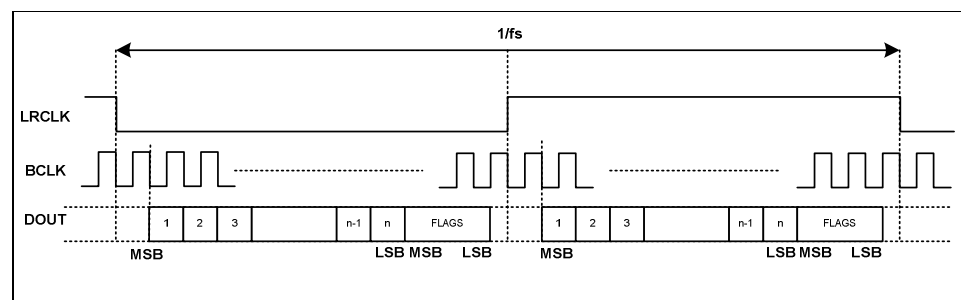 1/fs
LRCLK
BCLK
DOUT
1 2 3 n-1 n FLAGS 1 2 3 n-1 n FLAGS
MSB LSB MSB LSB MSB LSB MSB LSB